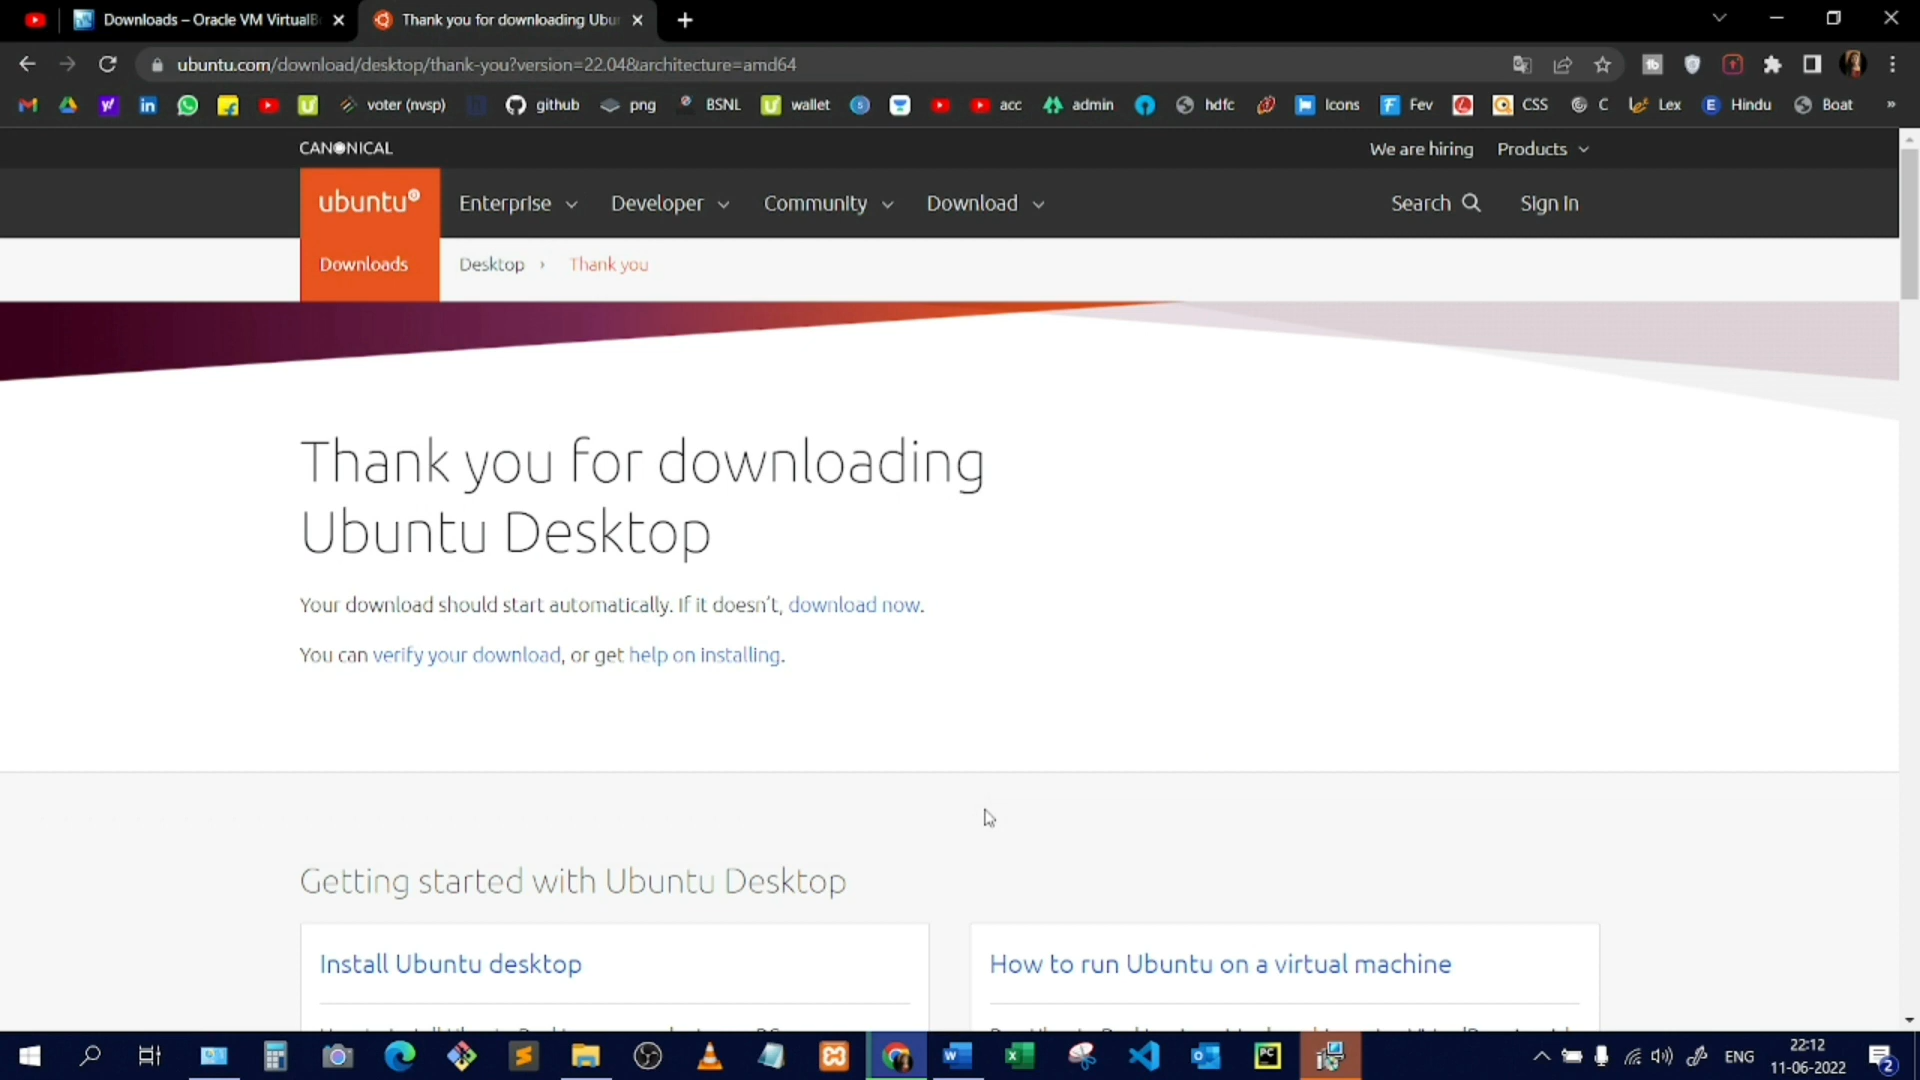 Downloads – Oracle VM VirtualB
Thank you for downloading Ubu
ubuntu.com/download/desktop/thank-you?version=22.04&architecture=amd64
voter (nvsp)
github
png
BSNL
wallet
acc
admin
hdfc
Icons
Fev
CSS
C
Lex
Hindu
Boat
»
CANONICAL
We are hiring
Products
ubuntu
Enterprise
Developer
Community
Download
Search
Sign in
Downloads
Desktop › Thank you
Thank you for downloading
Ubuntu Desktop
Your download should start automatically. If it doesn't, download now.
You can verify your download, or get help on installing.
Getting started with Ubuntu Desktop
Install Ubuntu desktop
How to run Ubuntu on a virtual machine
ENG
22:12
11-06-2022
2